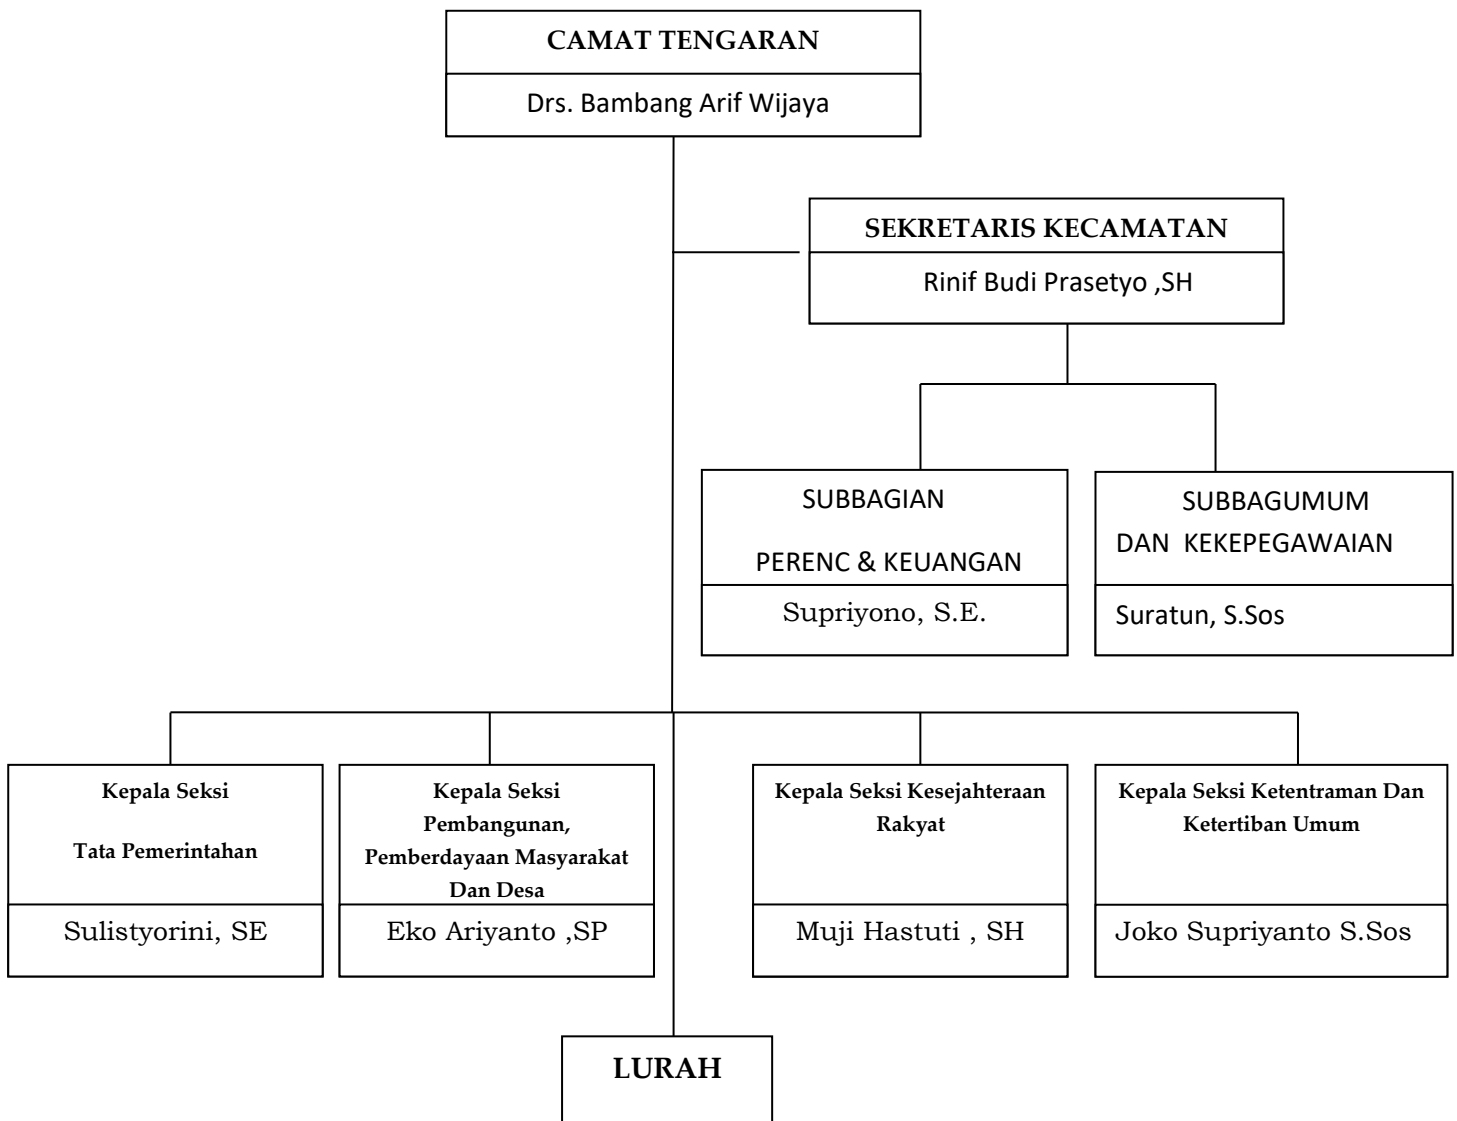 CAMAT TENGARAN
Drs. Bambang Arif Wijaya
SEKRETARIS KECAMATAN
Rinif Budi Prasetyo ,SH
SUBBAGIAN
PERENC & KEUANGAN
Supriyono, S.E.
SUBBAGUMUM
DAN  KEKEPEGAWAIAN
Suratun, S.Sos
Kepala Seksi
Tata Pemerintahan
Sulistyorini, SE
Kepala Seksi
Pembangunan,
Pemberdayaan Masyarakat
Dan Desa
Eko Ariyanto ,SP
Kepala Seksi Kesejahteraan
Rakyat
Muji Hastuti , SH
Kepala Seksi Ketentraman Dan
Ketertiban Umum
Joko Supriyanto S.Sos
LURAH